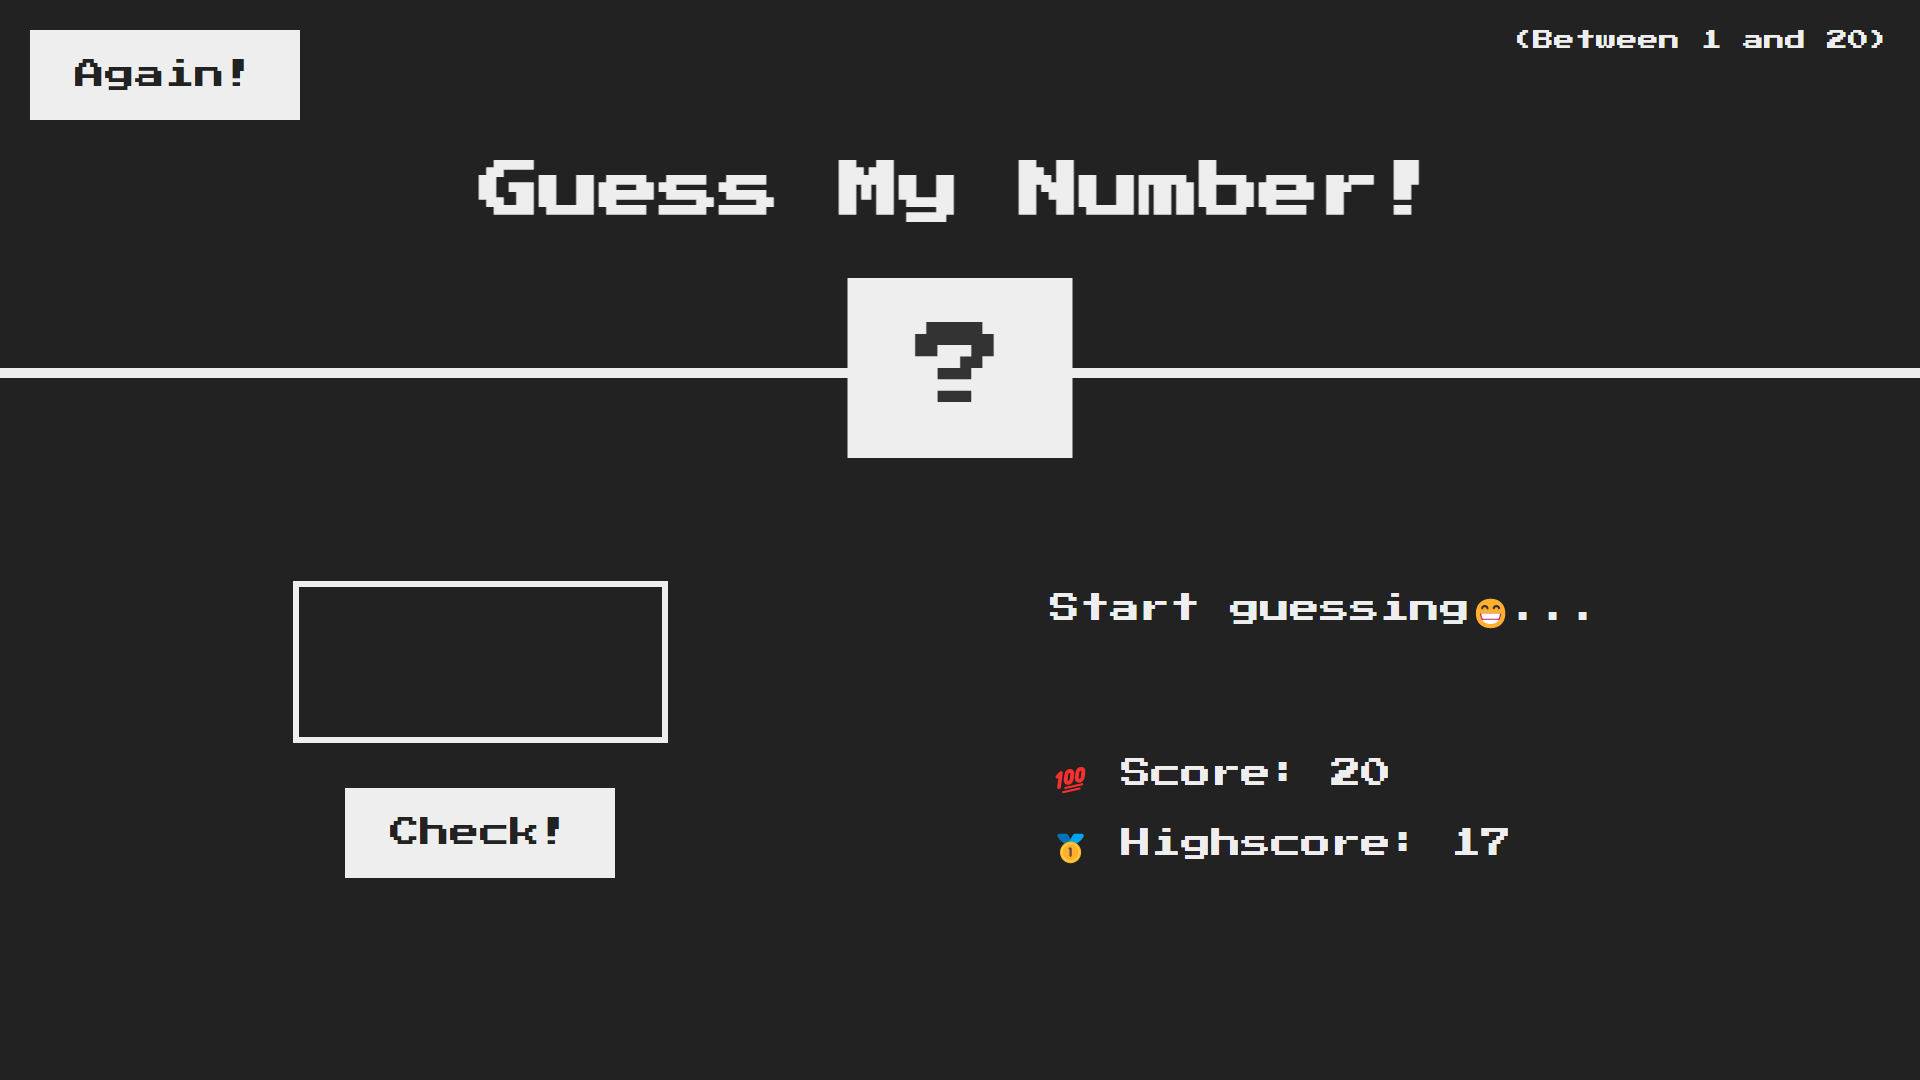 Again!
(Between 1 and 20)
Guess My Number!
?
Start guessing😁...
💯 Score: 20
Check!
🥇 Highscore: 17